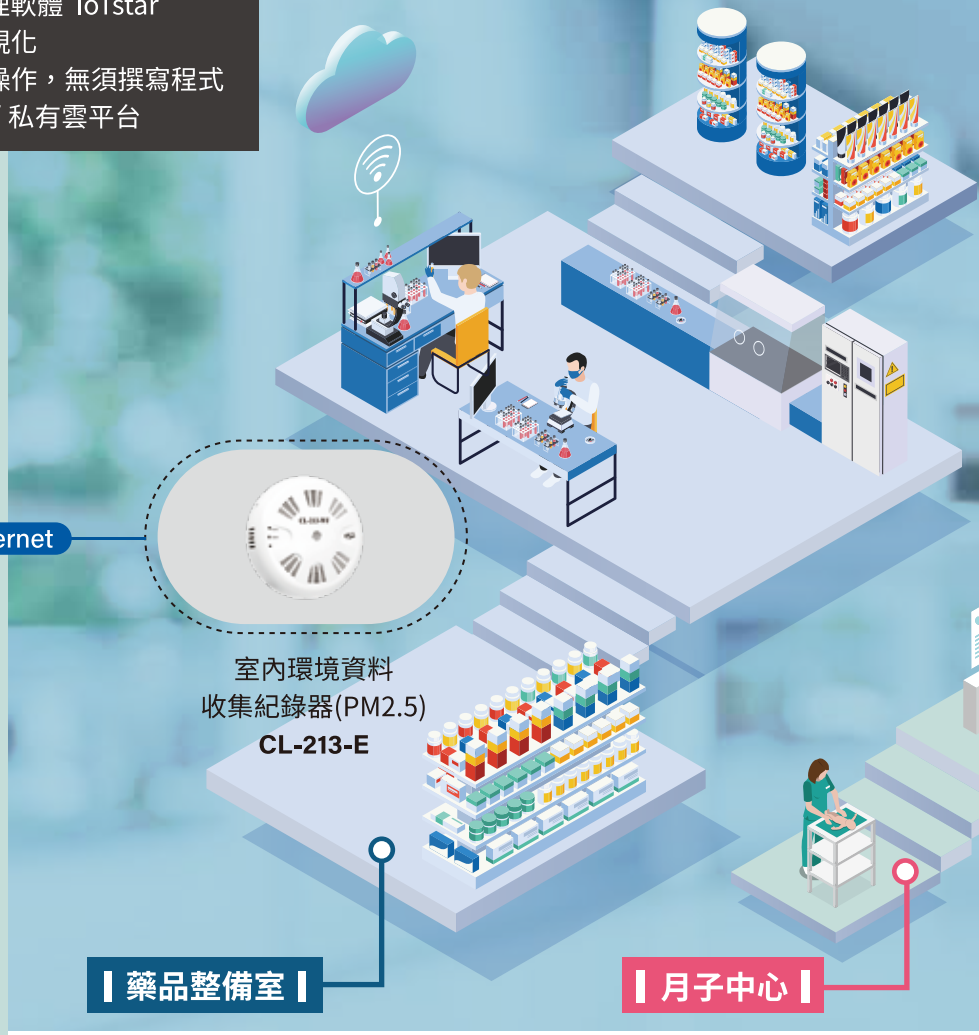 理軟體 IoTstar
視化
操作，無須撰寫程式
私有雲平台
ernet
室內環境資料
收集紀錄器(PM2.5)
CL-213-E
藥品整備室
月子中心